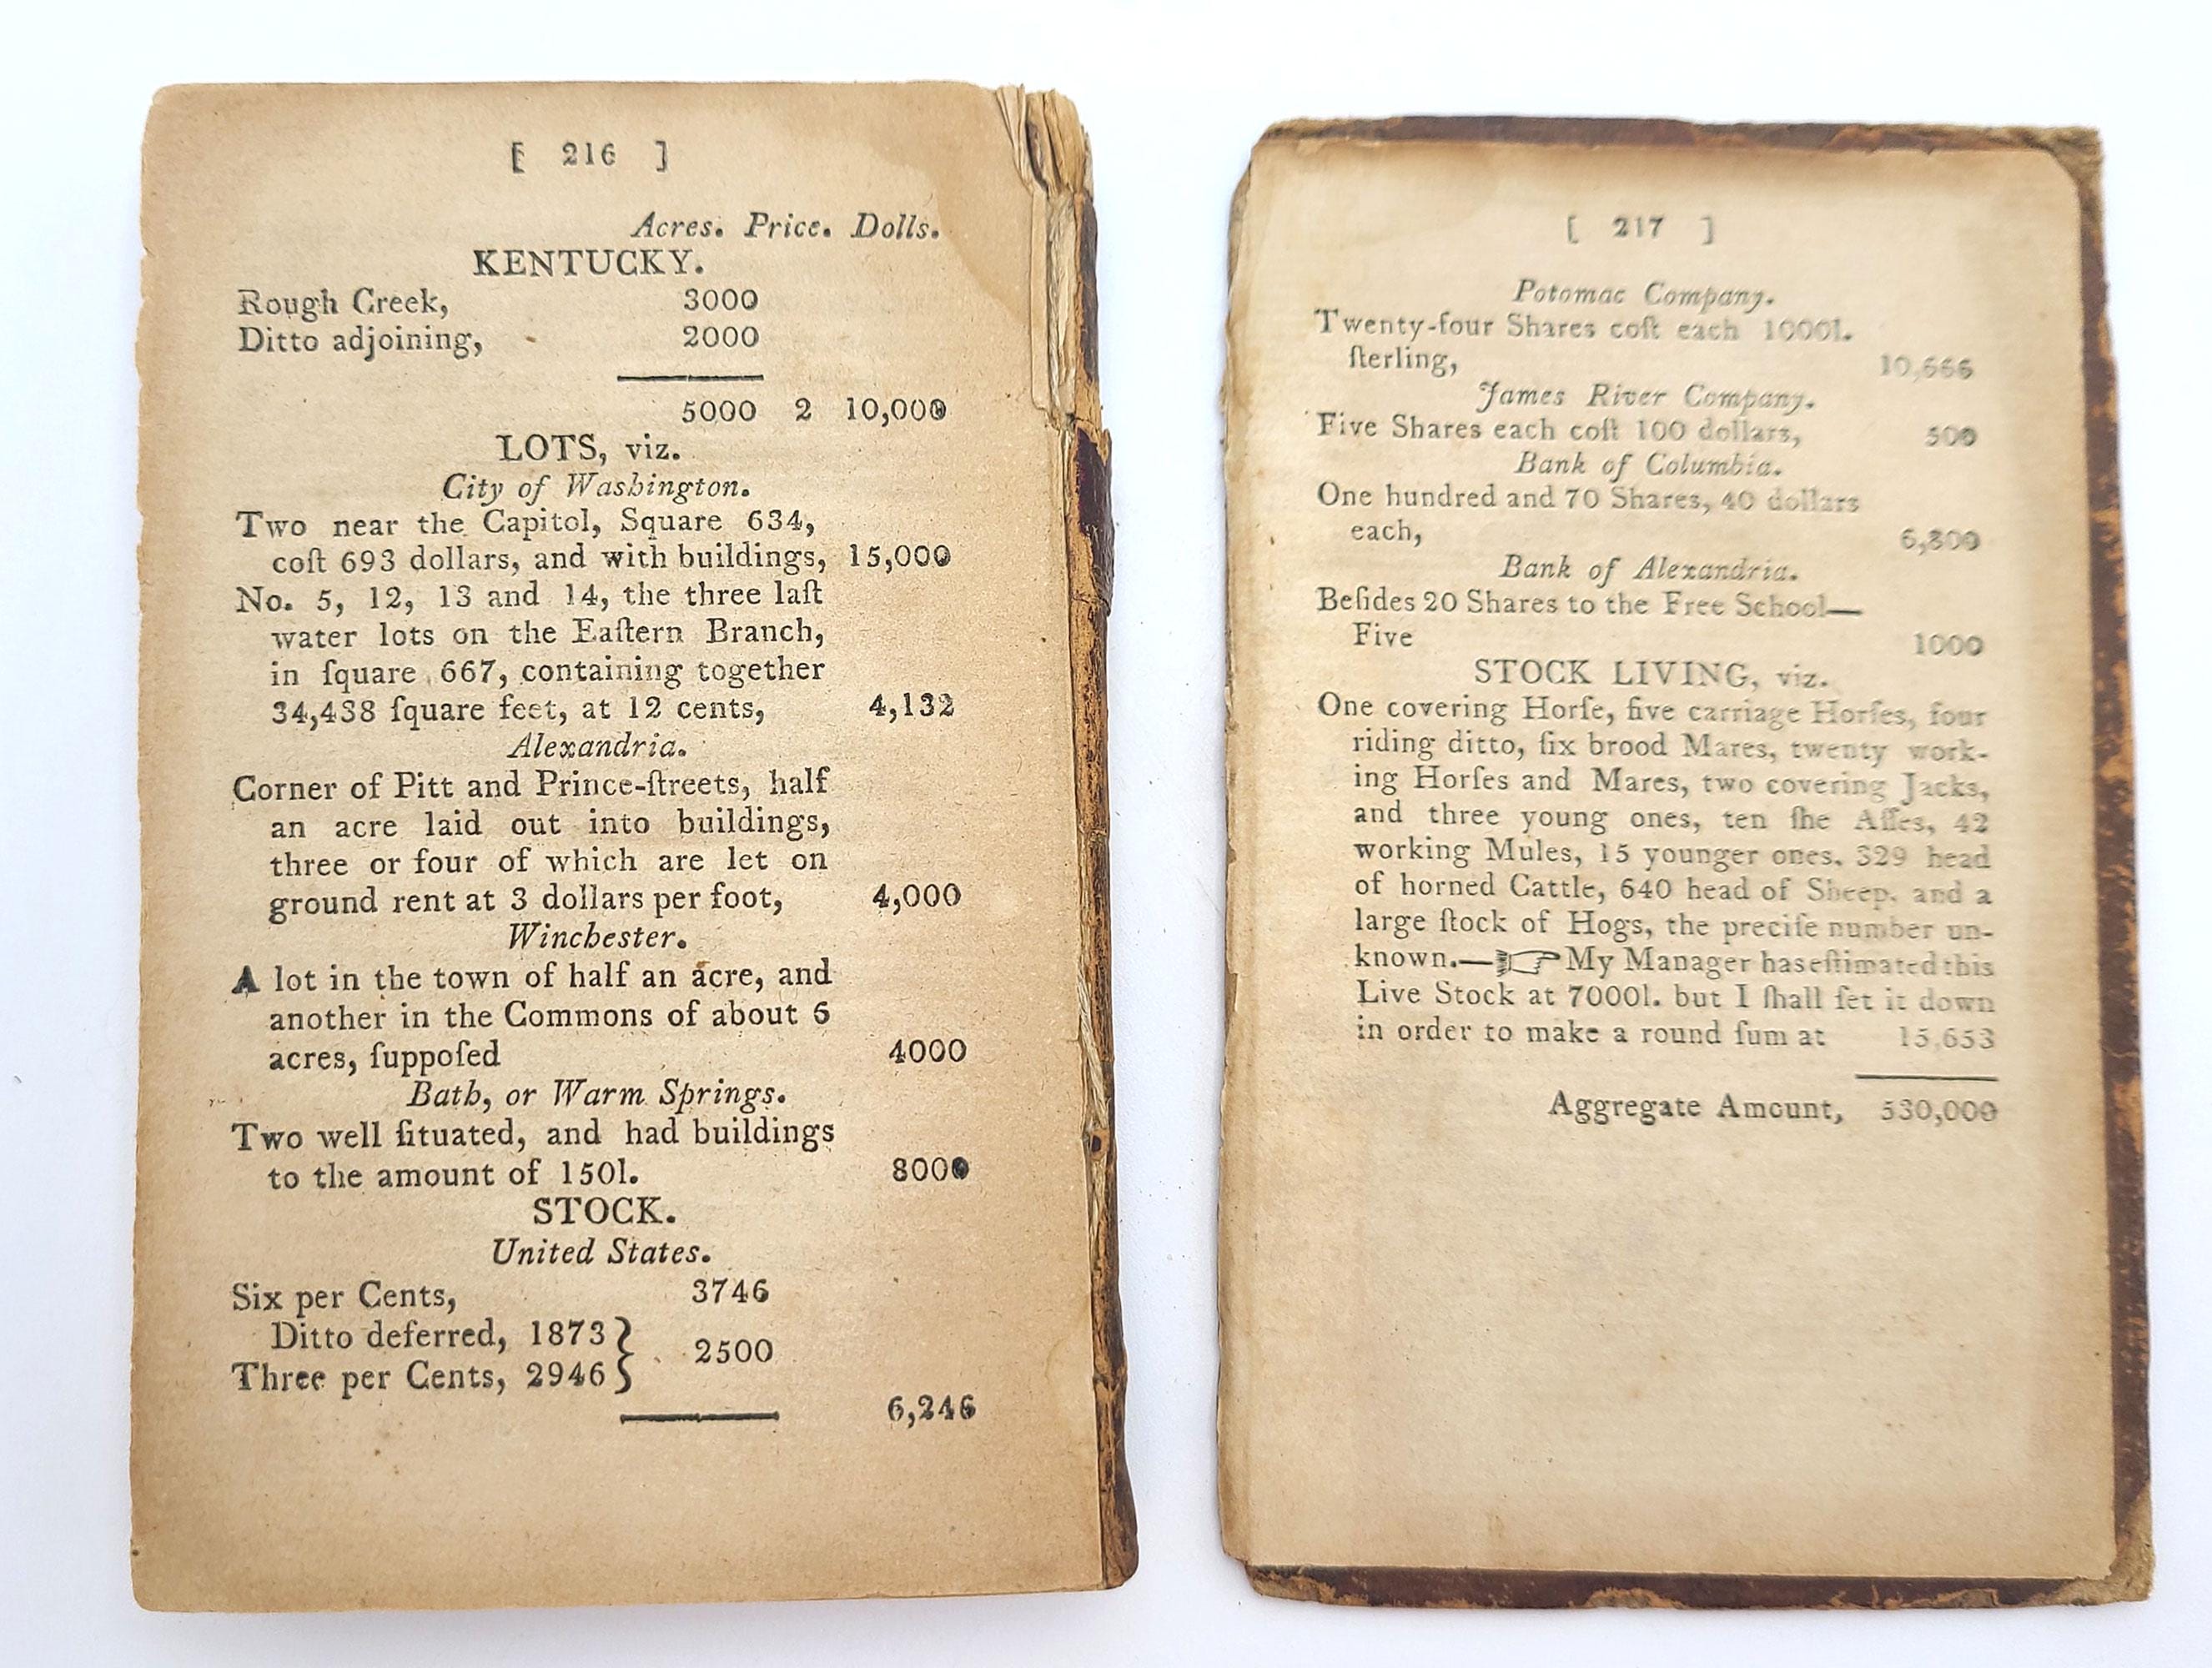 [ 216 ]
Acres. Price. Dolls.
KENTUCKY.
Rough Creek, 3000
Ditto adjoining, 2000
5000 2 10,000
LOTS, viz.
City of Washington.
Two near the Capitol, Square 634,
coſt 693 dollars, and with buildings, 15,000
No. 5, 12, 13 and 14, the three laſt
water lots on the Eaſtern Branch,
in ſquare 667, containing together
34,438 ſquare feet, at 12 cents, 4,132
Alexandria.
Corner of Pitt and Prince-ſtreets, half
an acre laid out into buildings,
three or four of which are let on
ground rent at 3 dollars per foot, 4,000
Winchester.
A lot in the town of half an acre, and
another in the Commons of about 6
acres, ſuppoſed 4000
Bath, or Warm Springs.
Two well ſituated, and had buildings
to the amount of 150l. 8000
STOCK.
United States.
Six per Cents, 3746
Ditto deferred, 1873 }
Three per Cents, 2946 } 2500
6,246
[ 217 ]
Potomac Company.
Twenty-four Shares coſt each 1000l.
ſterling, 10,666
James River Company.
Five Shares each coſt 100 dollars, 500
Bank of Columbia.
One hundred and 70 Shares, 40 dollars
each, 6,800
Bank of Alexandria.
Beſides 20 Shares to the Free School—
Five 1000
STOCK LIVING, viz.
One covering Horſe, five carriage Horſes, four
riding ditto, ſix brood Mares, twenty work-
ing Horſes and Mares, two covering Jacks,
and three young ones, ten ſhe Aſſes, 42
working Mules, 15 younger ones. 329 head
of horned Cattle, 640 head of Sheep. and a
large ſtock of Hogs, the preciſe number un-
known.—☞ My Manager has eſtimated this
Live Stock at 7000l. but I ſhall ſet it down
in order to make a round ſum at 15,653
Aggregate Amount, 530,000